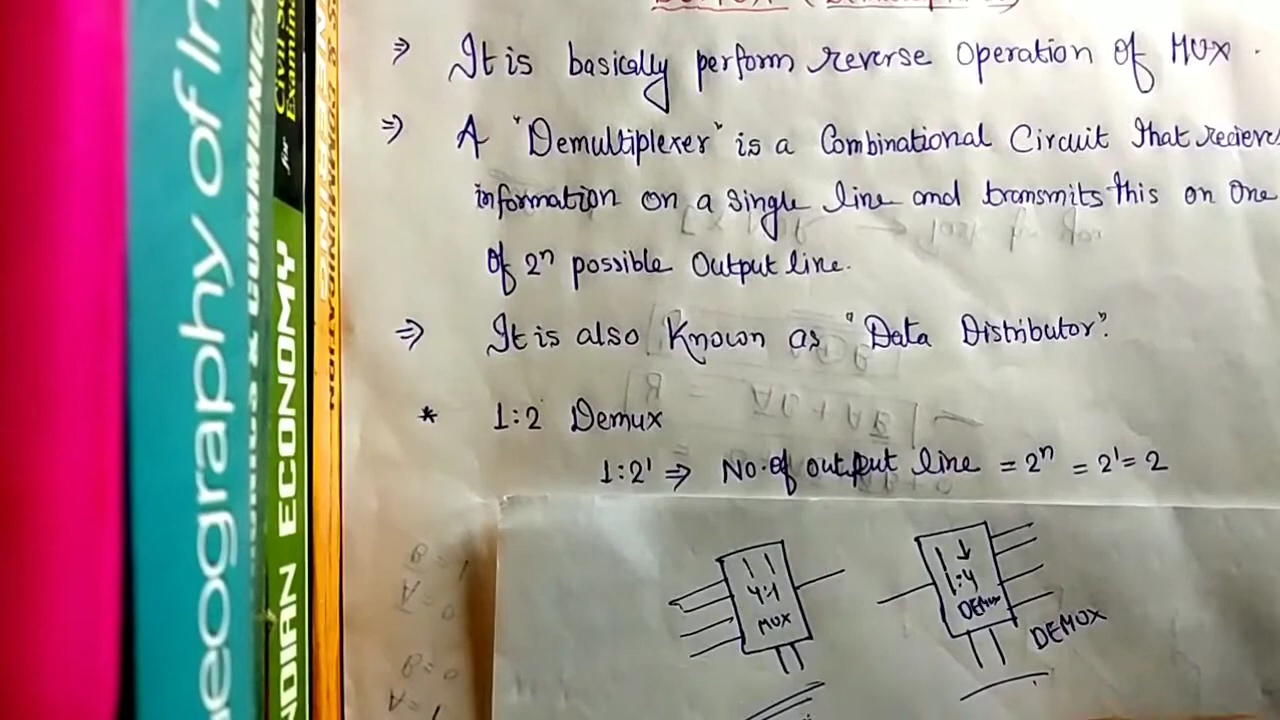 ⇒ It is basically perform reverse operation of MUX.
⇒ A "Demultiplexer" is a Combinational Circuit that
information on a single line and transmits this on one
of 2ⁿ possible output line.
⇒ It is also Known as "Data Distributor".
* 1:2 Demux
1:2¹ ⇒ No. of output line = 2ⁿ = 2¹ = 2
4:1
MUX
1:4
DEMUX
DEMUX
eography of In
INDIAN ECONOMY
for